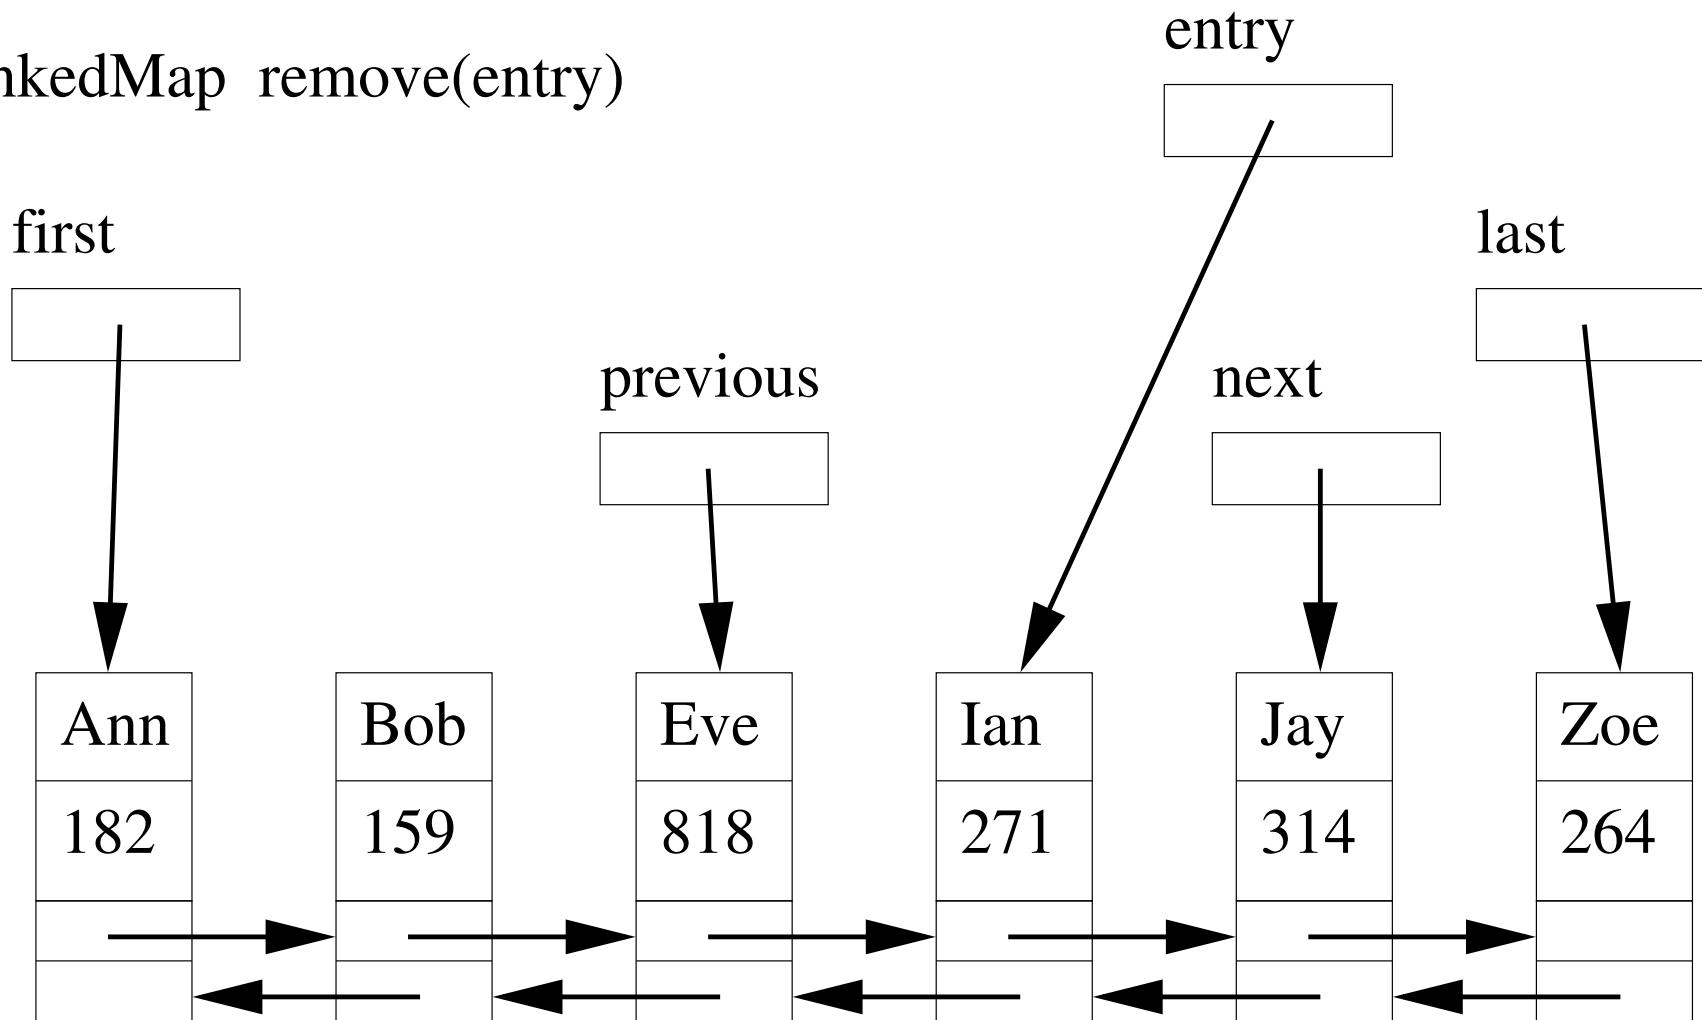 entry
nkedMap remove(entry)
first
last
previous
next
Ann
Bob
Eve
Ian
Jay
Zoe
182
159
818
271
314
264